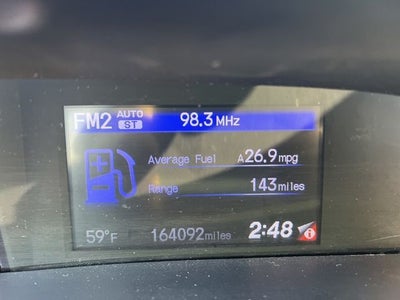 FM2 AUTO ST 98.3 MHz
Average Fuel A26.9 mpg
Range 143 miles
59°F 164092 miles 2:48 i